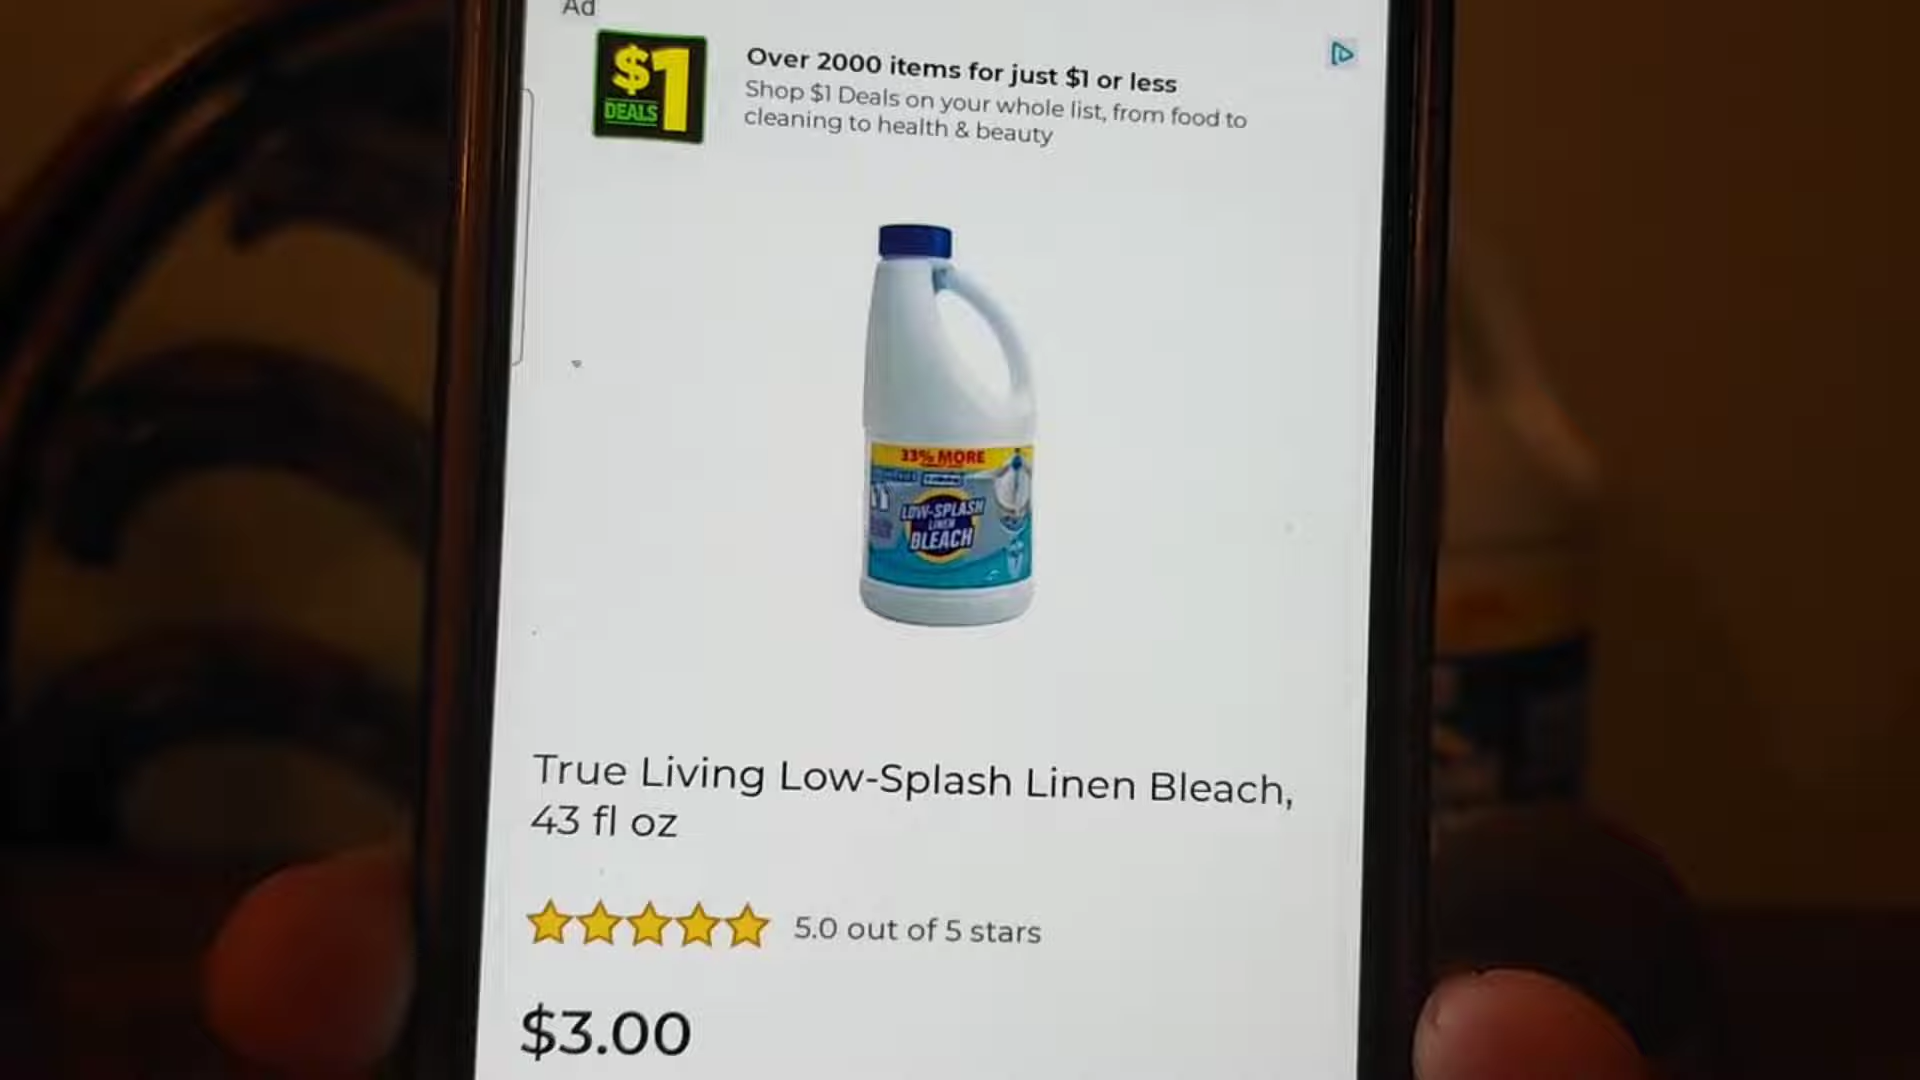 Ad
$1
DEALS
Over 2000 items for just $1 or less
Shop $1 Deals on your whole list, from food to
cleaning to health & beauty
33% MORE
LOW-SPLASH
LINEN
BLEACH
True Living Low-Splash Linen Bleach,
43 fl oz
5.0 out of 5 stars
$3.00